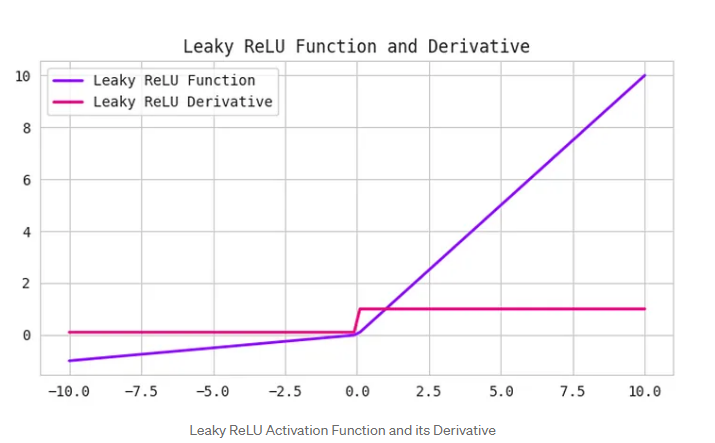 Leaky ReLU Function and Derivative
Leaky ReLU Function
Leaky ReLU Derivative
10
8
6
4
2
0
−10.0 −7.5 −5.0 −2.5 0.0 2.5 5.0 7.5 10.0
Leaky ReLU Activation Function and its Derivative